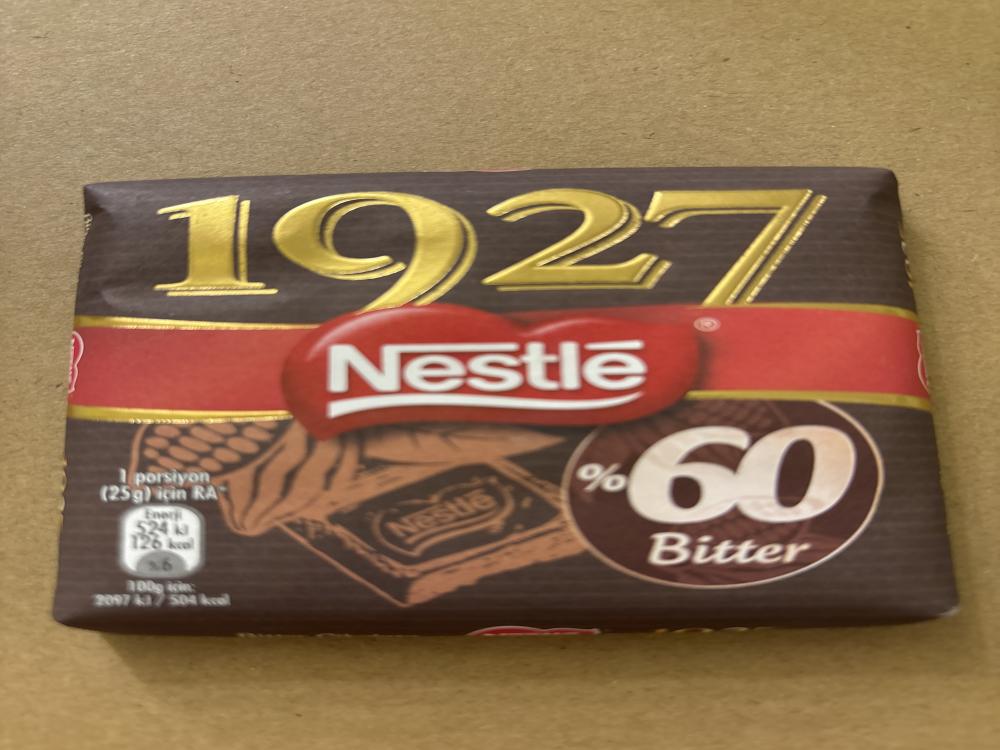 1927
Nestlé
®
%60
Bitter
Nestlé
1 porsiyon
(25g) için RA*
Enerji
524 kJ
126 kcal
%6
100g için:
2097 kJ / 504 kcal